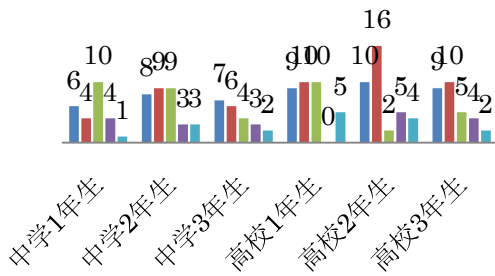 6 4 10 4 1
8 9 9 3 3
7 6 4 3 2
9 10 10 0 5
10 16 2 5 4
9 10 5 4 2
中学1年生
中学2年生
中学3年生
高校1年生
高校2年生
高校3年生